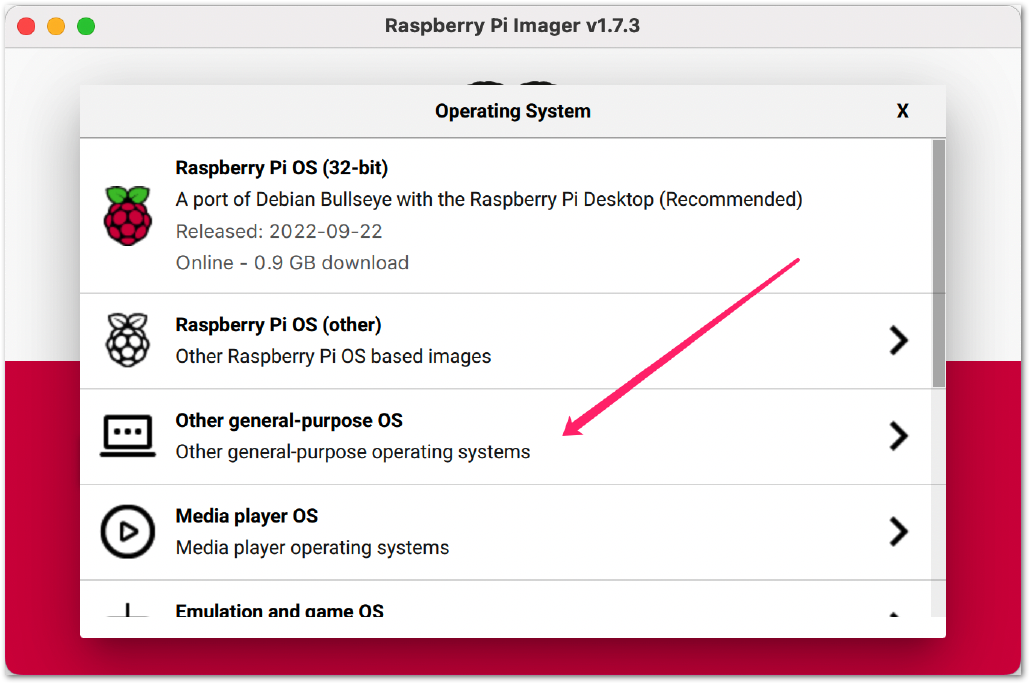 Raspberry Pi Imager v1.7.3
Operating System
X
Raspberry Pi OS (32-bit)
A port of Debian Bullseye with the Raspberry Pi Desktop (Recommended)
Released: 2022-09-22
Online - 0.9 GB download
Raspberry Pi OS (other)
Other Raspberry Pi OS based images
Other general-purpose OS
Other general-purpose operating systems
Media player OS
Media player operating systems
Emulation and game OS